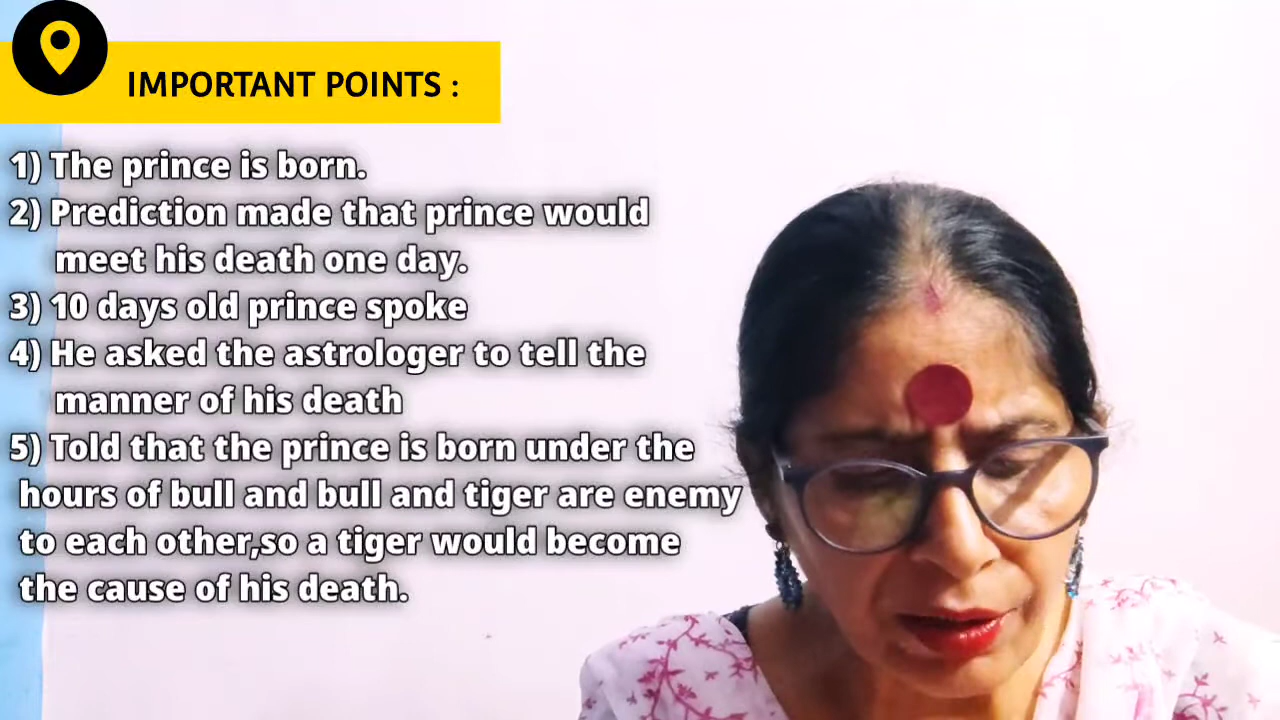 IMPORTANT POINTS :
1) The prince is born.
2) Prediction made that prince would
meet his death one day.
3) 10 days old prince spoke
4) He asked the astrologer to tell the
manner of his death
5) Told that the prince is born under the
hours of bull and bull and tiger are enemy
to each other,so a tiger would become
the cause of his death.